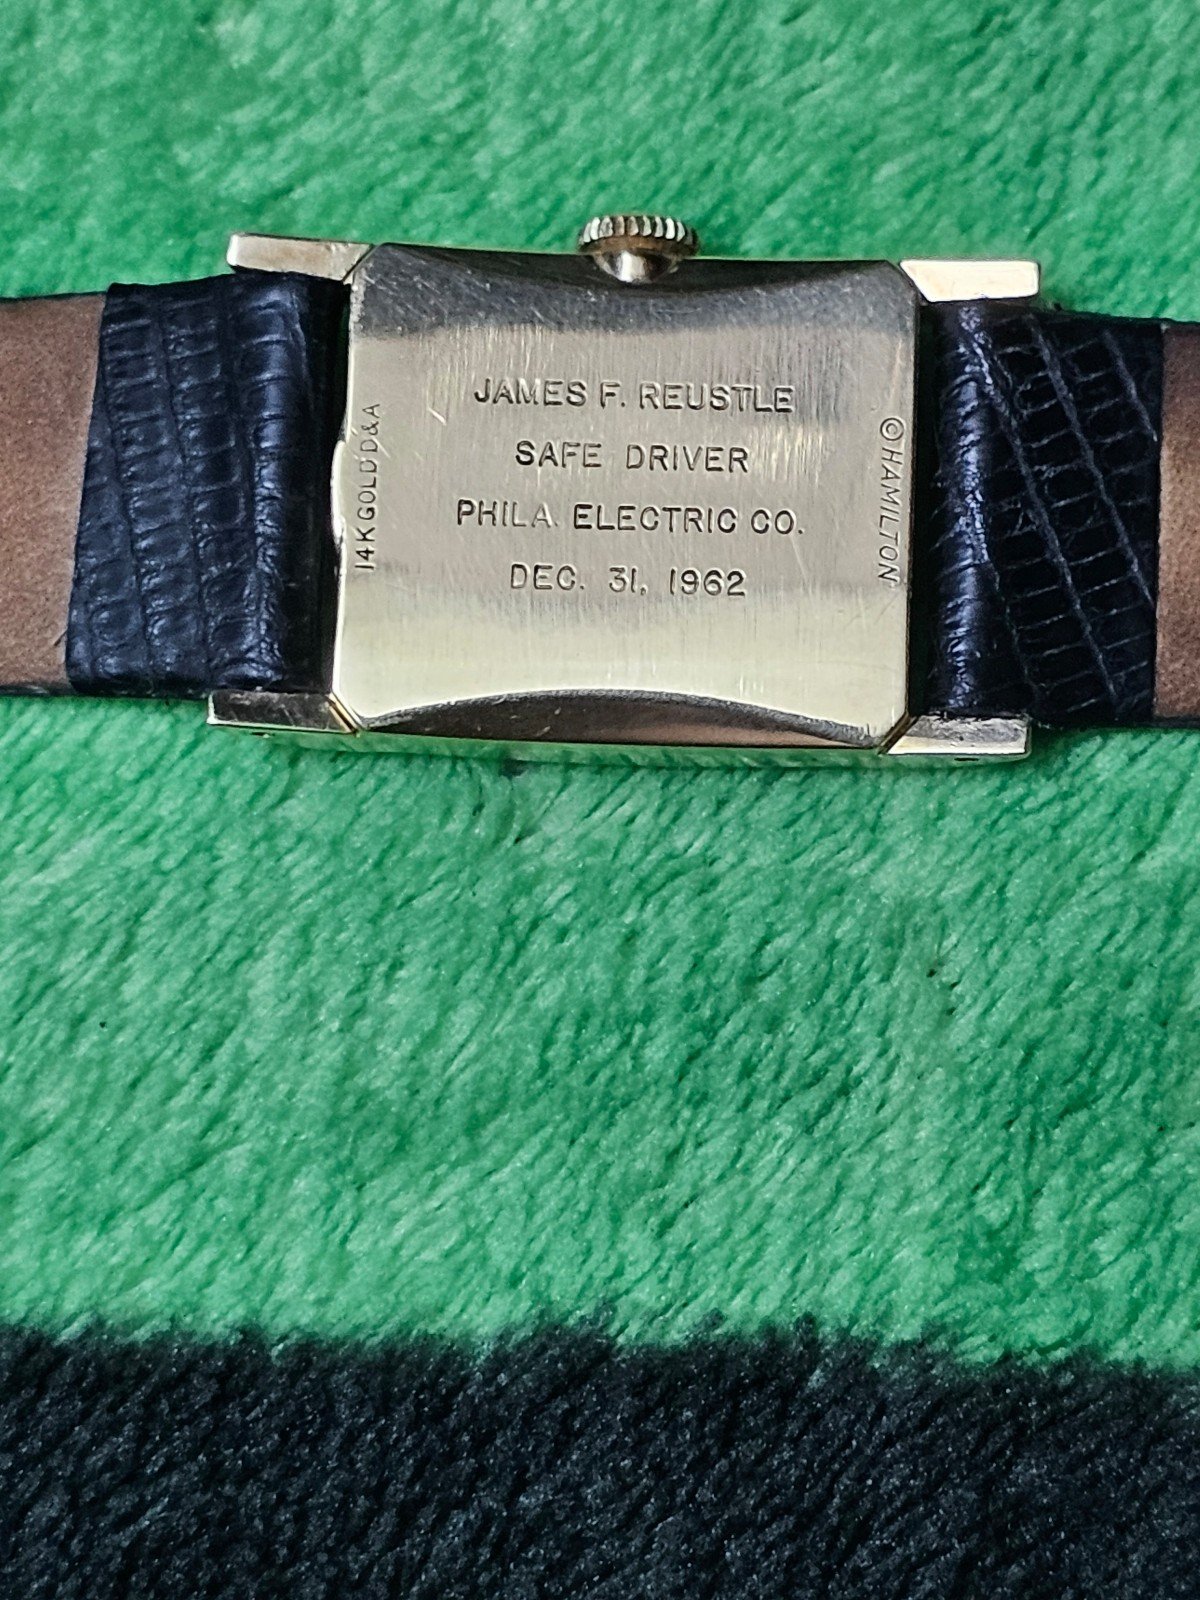 JAMES F. REUSTLE
SAFE DRIVER
PHILA. ELECTRIC CO.
DEC. 31, 1962
14K GOLD D&A
©HAMILTON